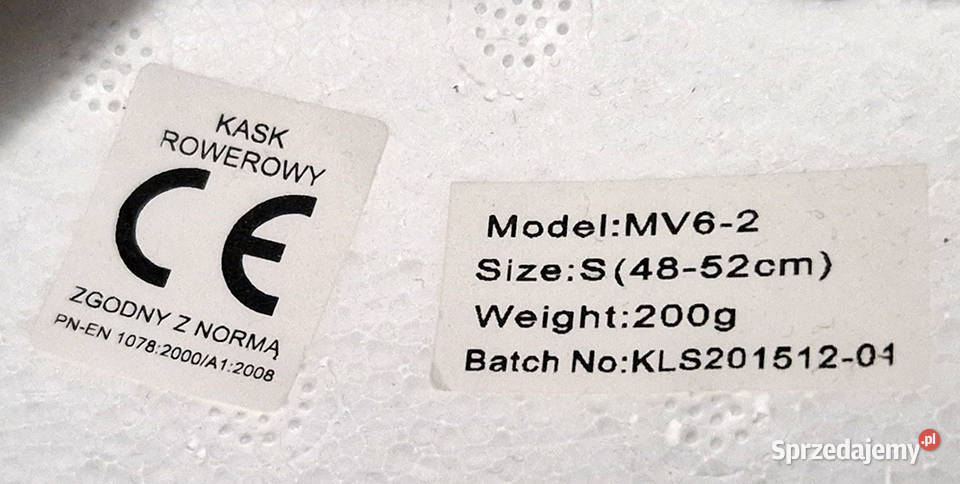 KASK
ROWEROWY
CE
ZGODNY Z NORMĄ
PN-EN 1078:2000/A1:2008
Model:MV6-2
Size:S(48-52cm)
Weight:200g
Batch No:KLS201512-01
Sprzedajemy.pl